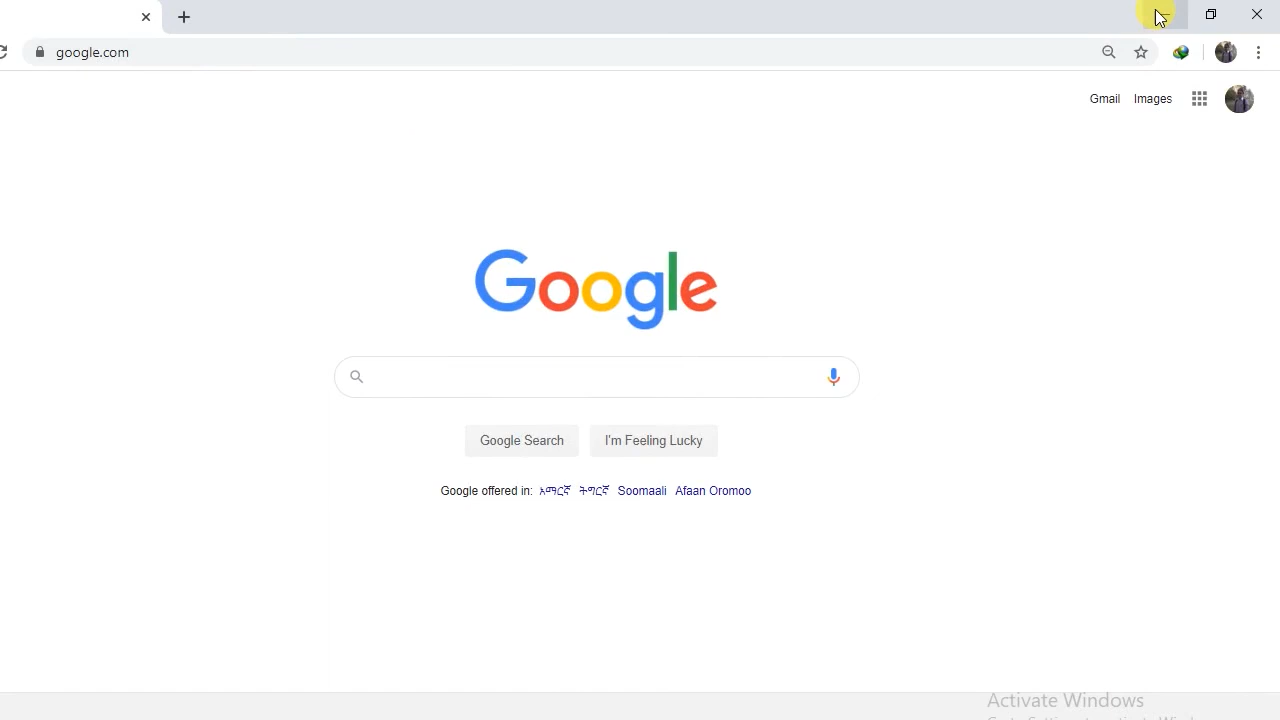 google.com
Gmail Images
Google
Google Search I'm Feeling Lucky
Google offered in: አማርኛ ትግርኛ Soomaali Afaan Oromoo
Activate Windows